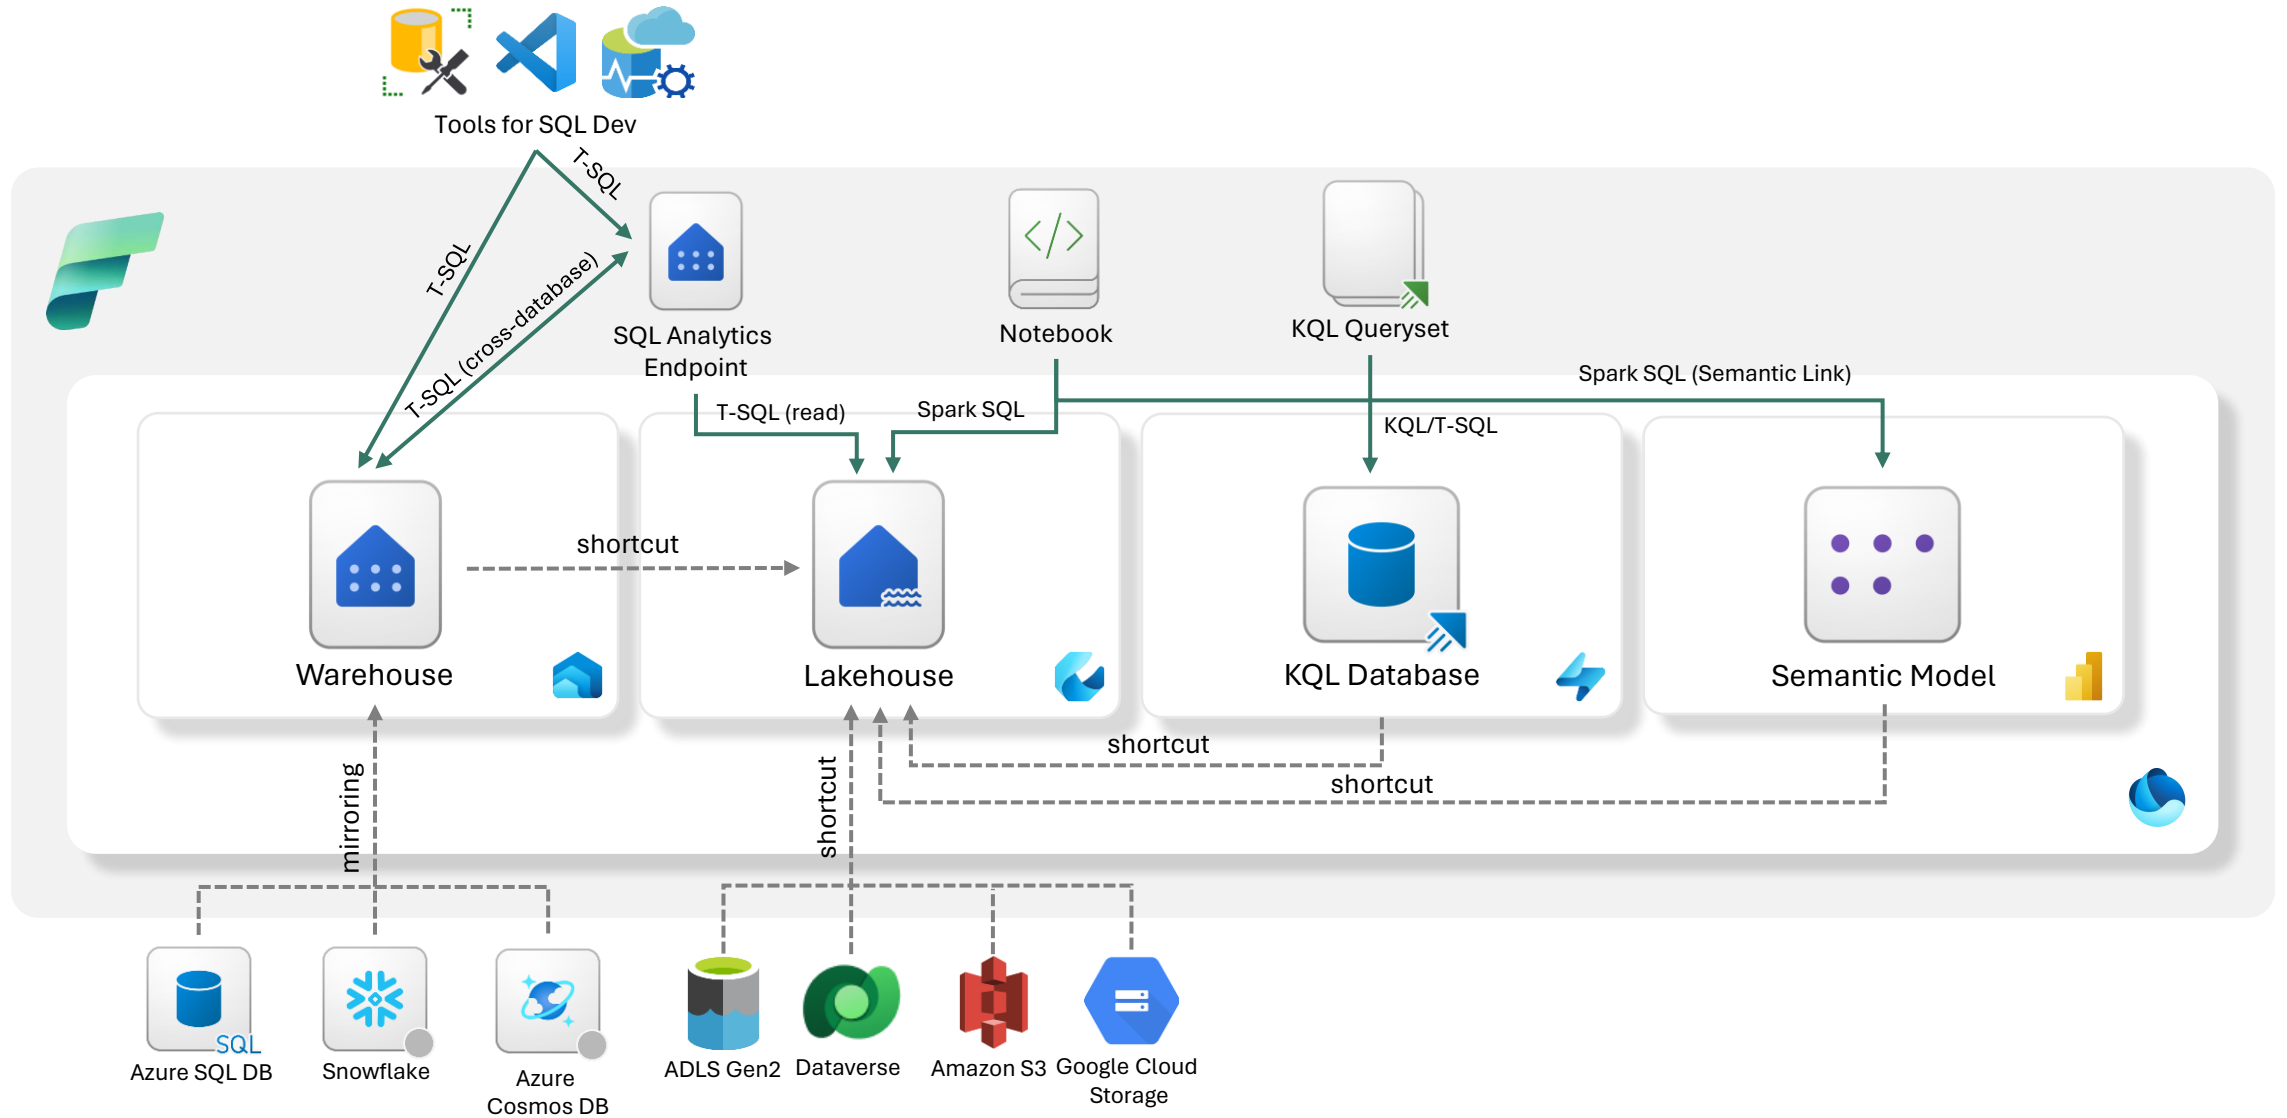 Tools for SQL Dev
T-SQL
T-SQL
T-SQL (cross-database)
SQL Analytics
Endpoint
Notebook
KQL Queryset
Spark SQL (Semantic Link)
T-SQL (read)
Spark SQL
KQL/T-SQL
shortcut
Warehouse
Lakehouse
KQL Database
Semantic Model
mirroring
shortcut
shortcut
shortcut
SQL
Azure SQL DB
Snowflake
Azure
Cosmos DB
ADLS Gen2
Dataverse
Amazon S3
Google Cloud
Storage